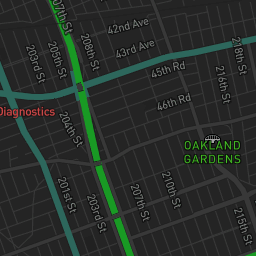 207th St
42nd Ave
43rd Ave
203rd St
205th St
208th St
218th St
45th Rd
216th St
46th Rd
Diagnostics
204th St
OAKLAND
GARDENS
201st St
203rd St
207th St
210th St
215th St